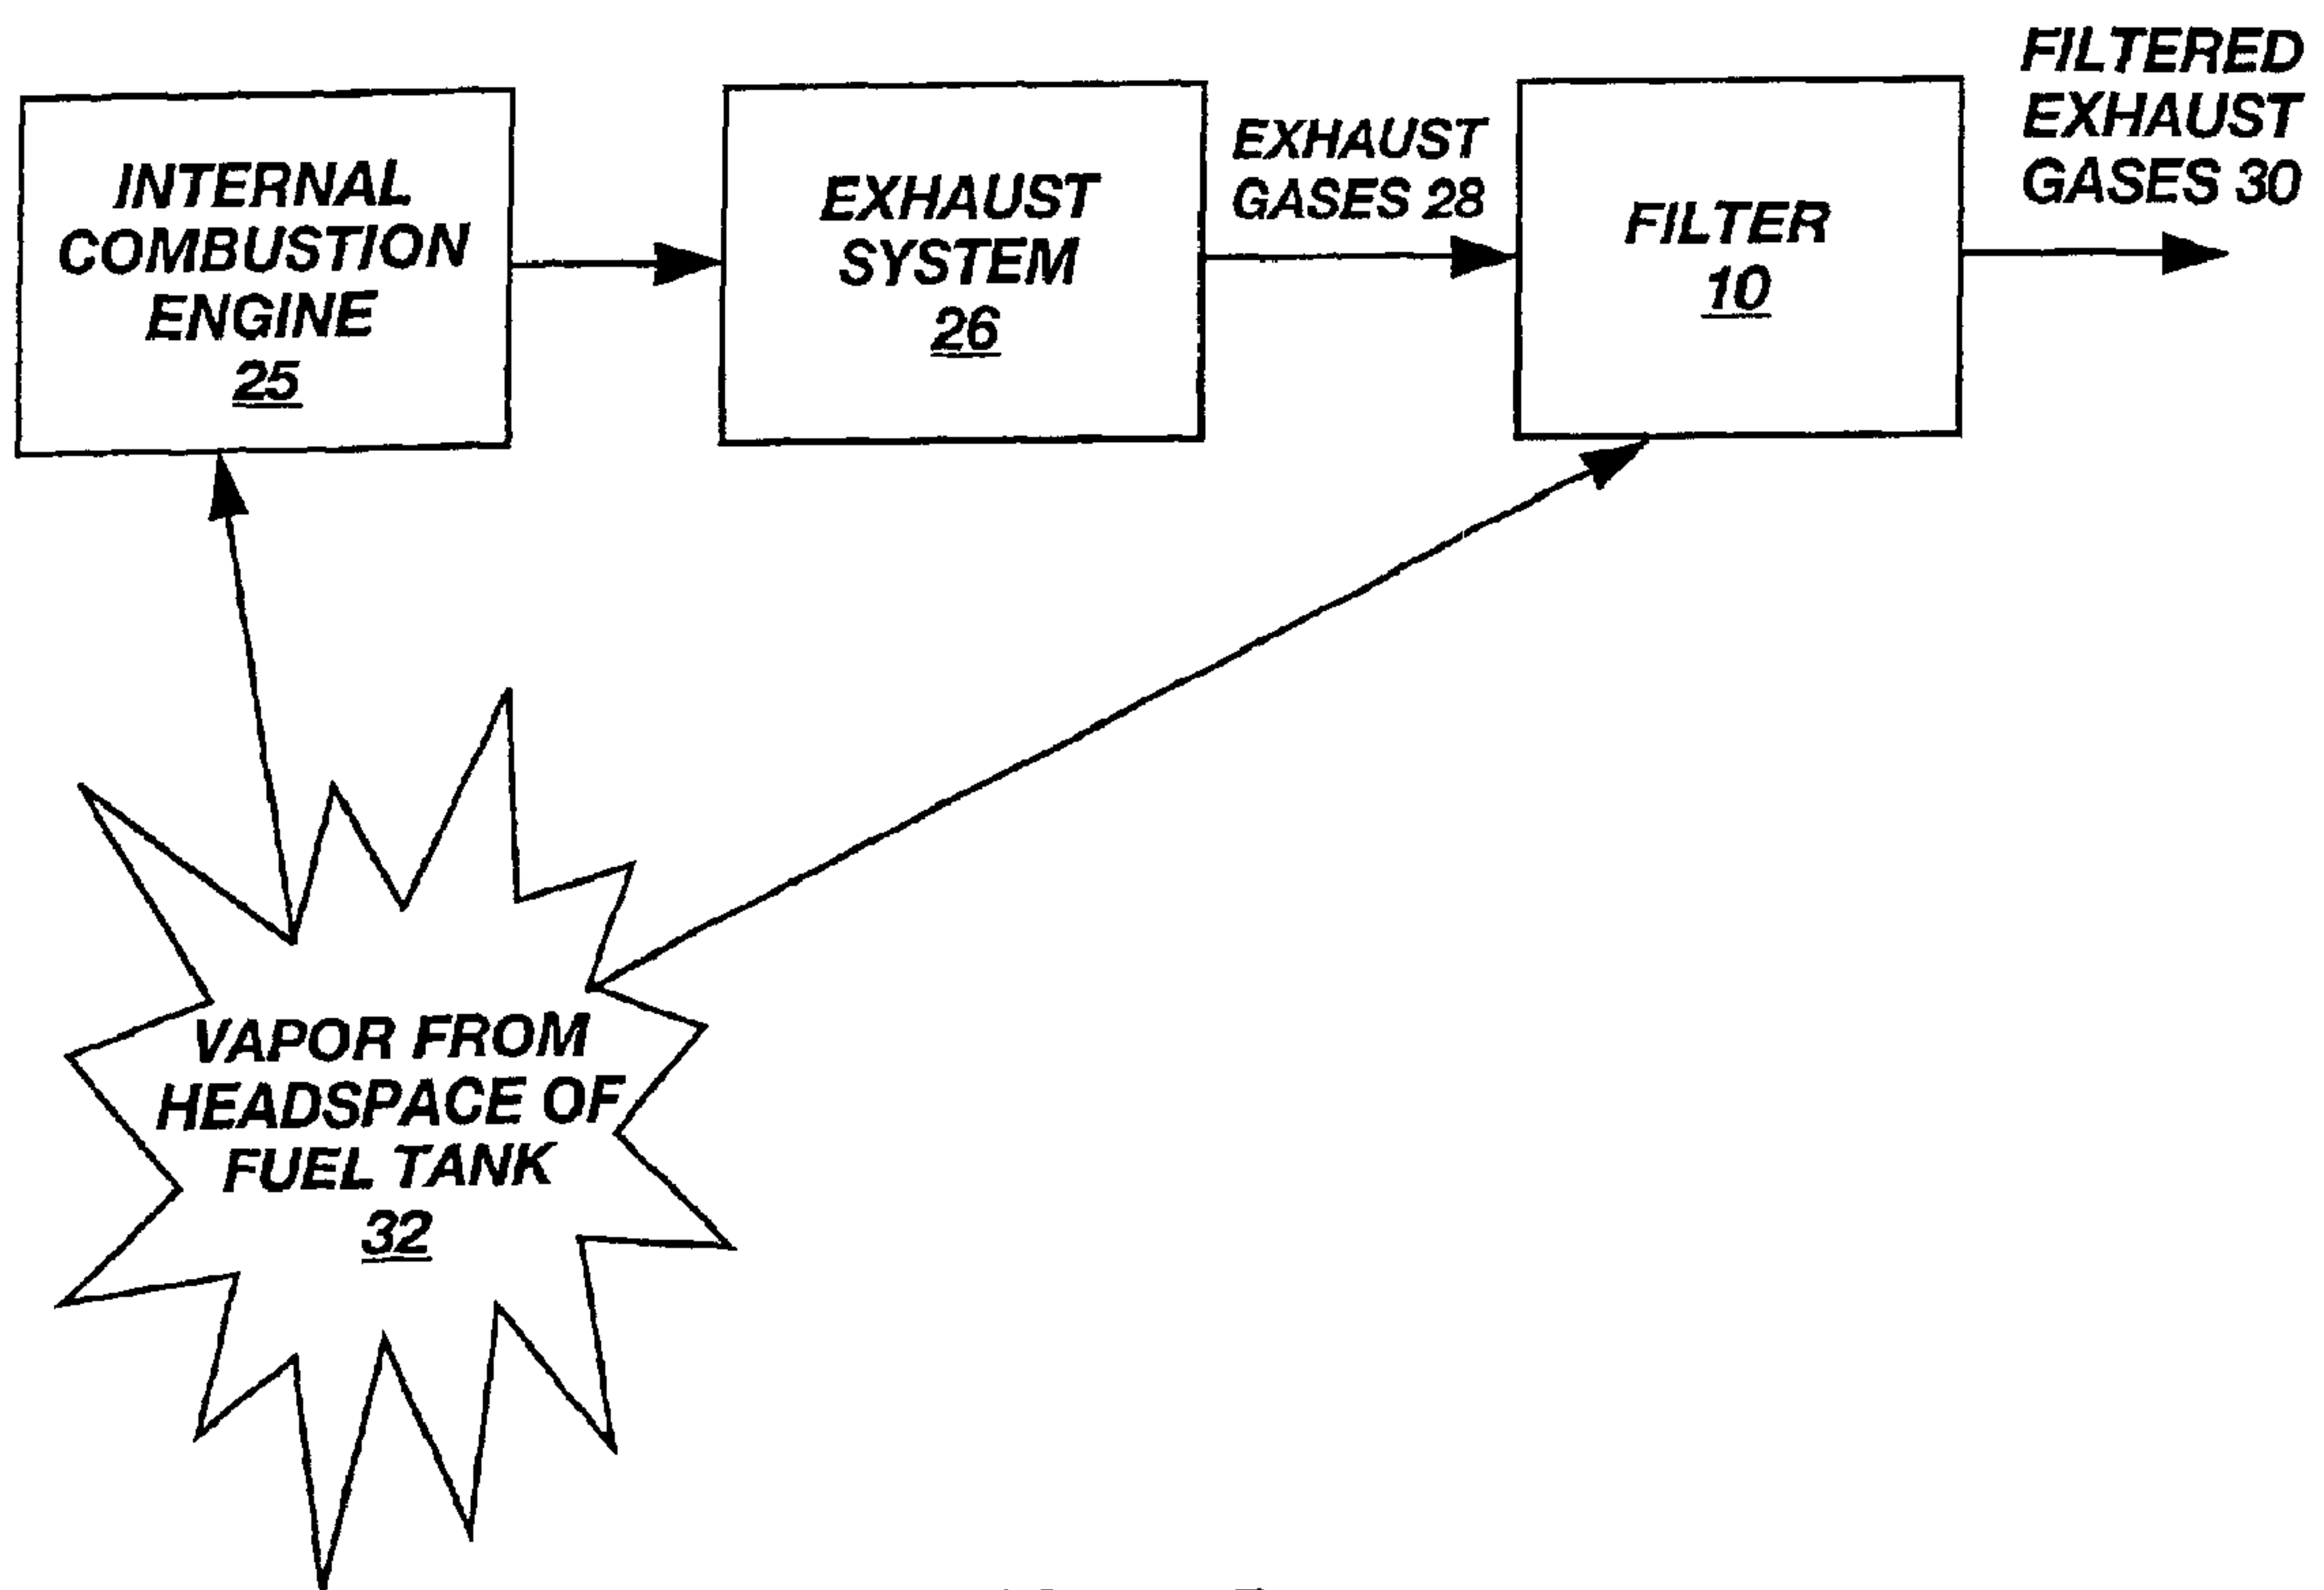 INTERNAL
COMBUSTION
ENGINE
25
EXHAUST
SYSTEM
26
EXHAUST
GASES 28
FILTER
10
FILTERED
EXHAUST
GASES 30
VAPOR FROM
HEADSPACE OF
FUEL TANK
32